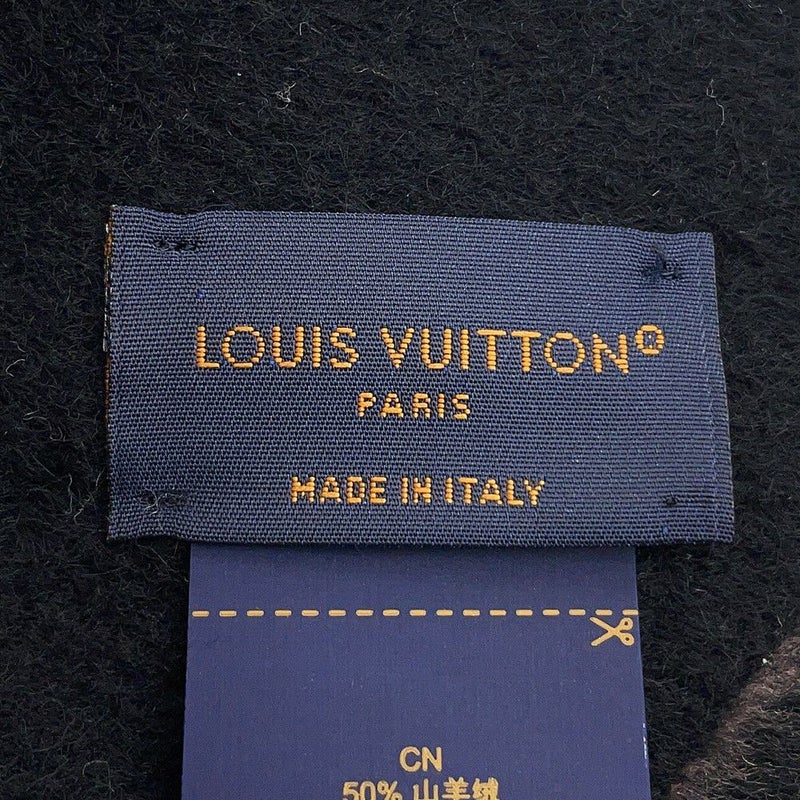 LOUIS VUITTON®
PARIS
MADE IN ITALY
CN
50% 山羊绒